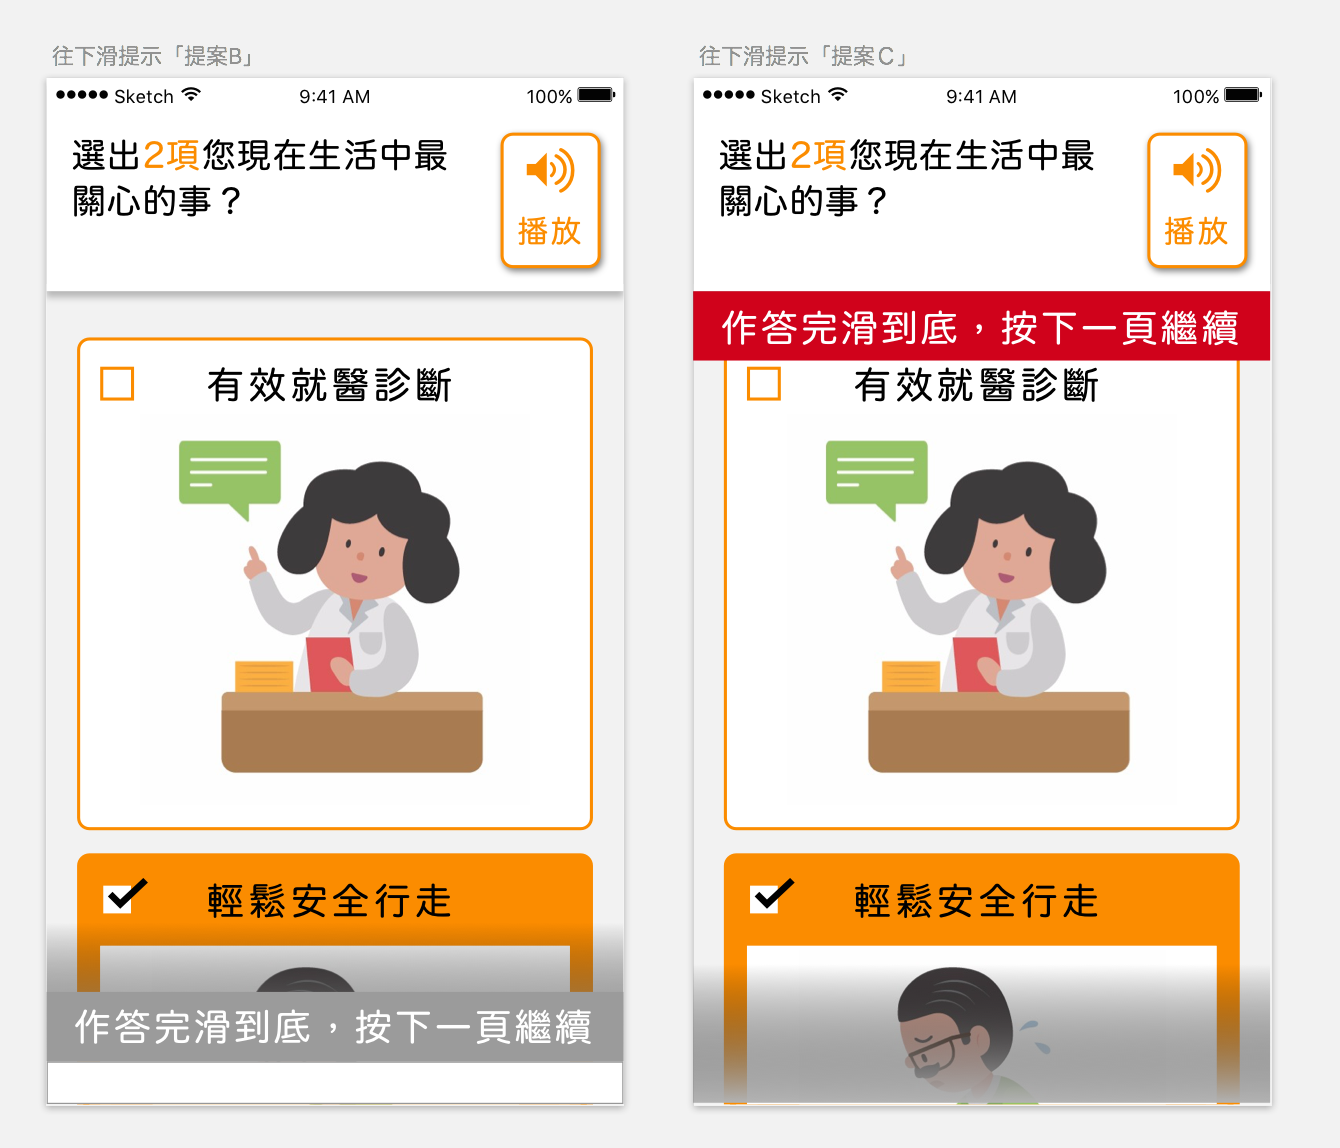 往下滑提示「提案B」
Sketch 9:41 AM 100%
選出2項您現在生活中最
關心的事？
播放
有效就醫診斷
輕鬆安全行走
作答完滑到底，按下一頁繼續
往下滑提示「提案C」
Sketch 9:41 AM 100%
選出2項您現在生活中最
關心的事？
播放
作答完滑到底，按下一頁繼續
有效就醫診斷
輕鬆安全行走